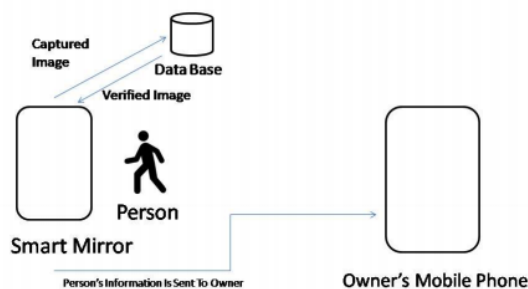 Captured
Image
Data Base
Verified Image
Person
Smart Mirror
Person's Information Is Sent To Owner
Owner's Mobile Phone